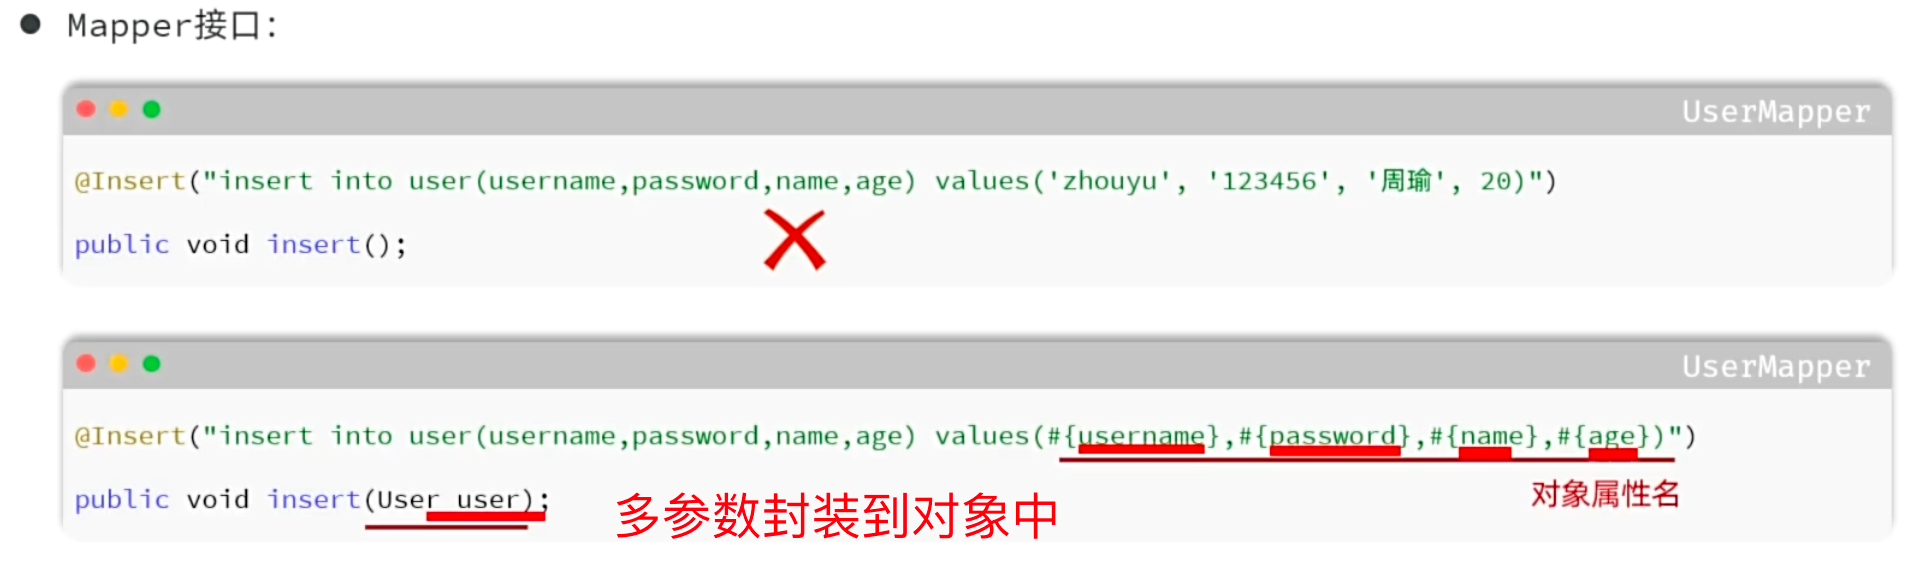 ● Mapper接口：
UserMapper
@Insert("insert into user(username,password,name,age) values('zhouyu', '123456', '周瑜', 20)")
public void insert();
UserMapper
@Insert("insert into user(username,password,name,age) values(#{username},#{password},#{name},#{age})")
public void insert(User user);
多参数封装到对象中
对象属性名